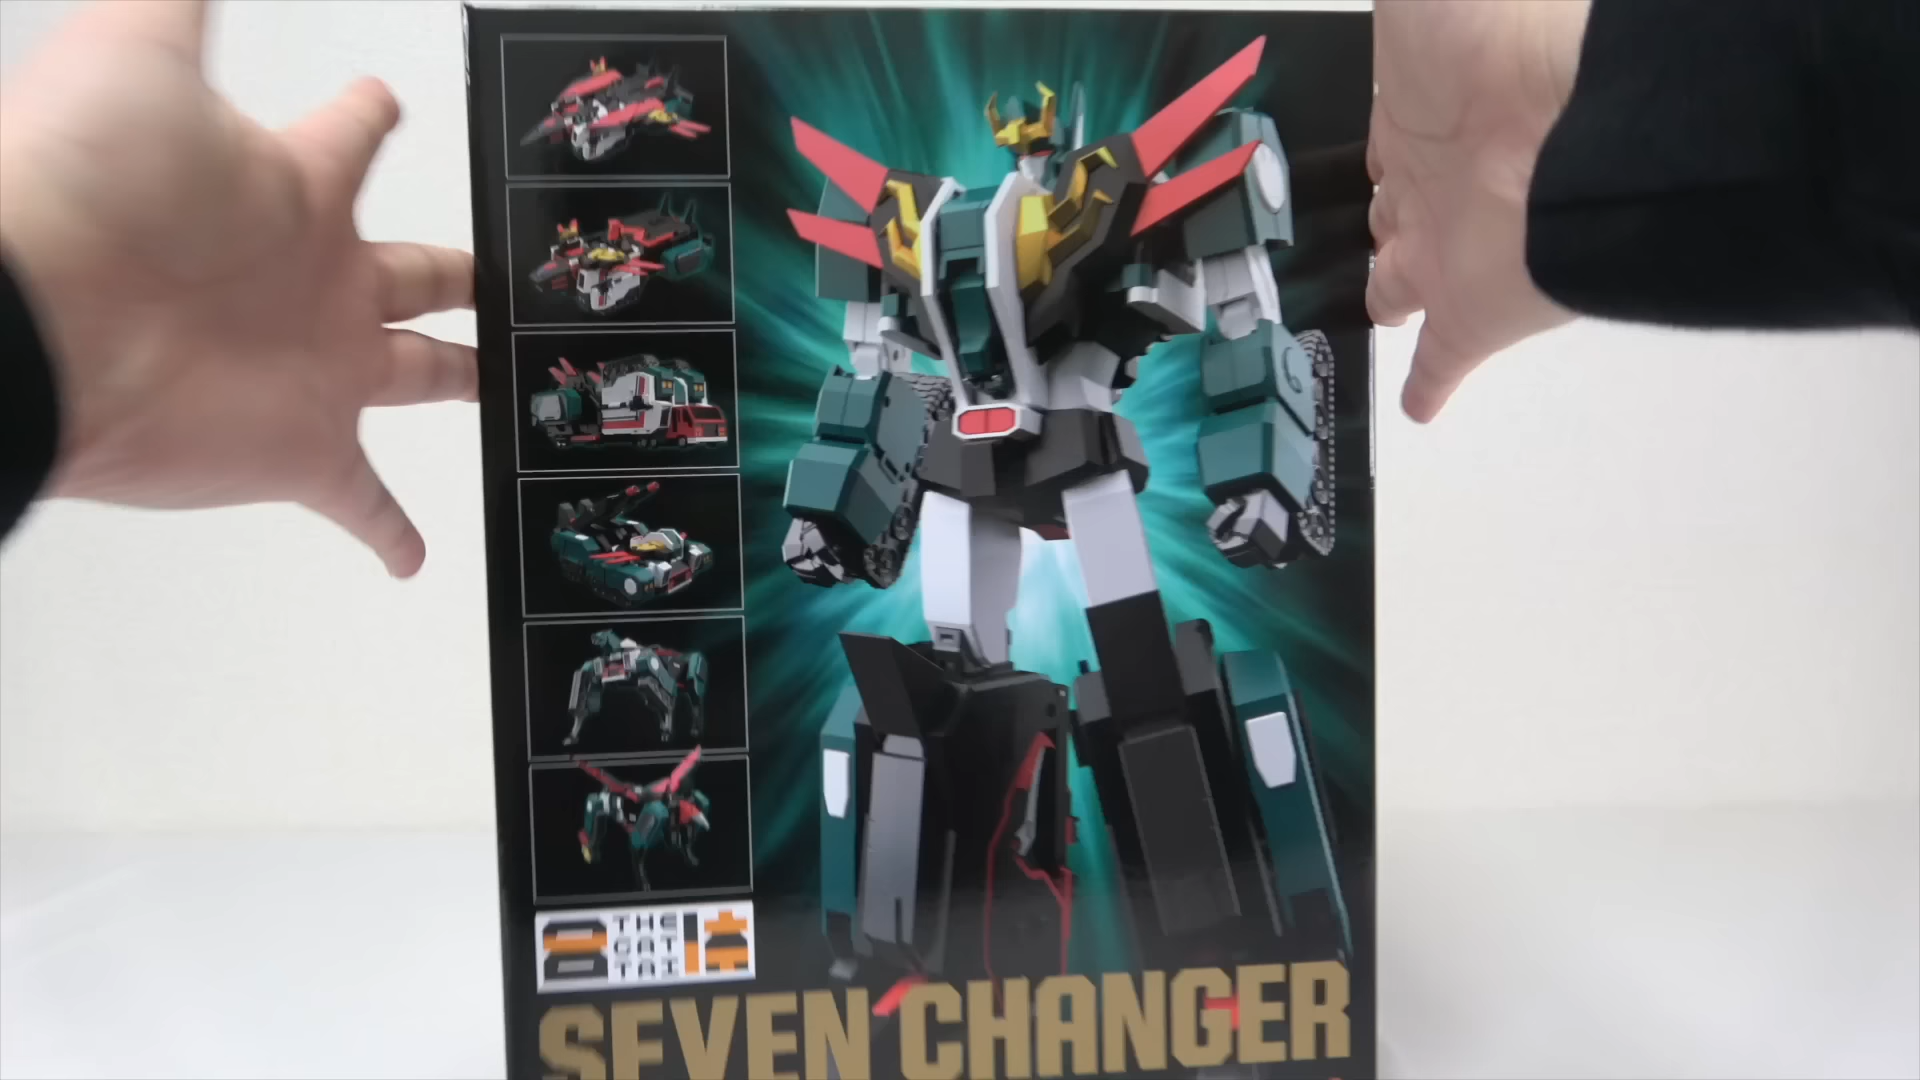 THE
GAT
TAI
SEVEN CHANGER